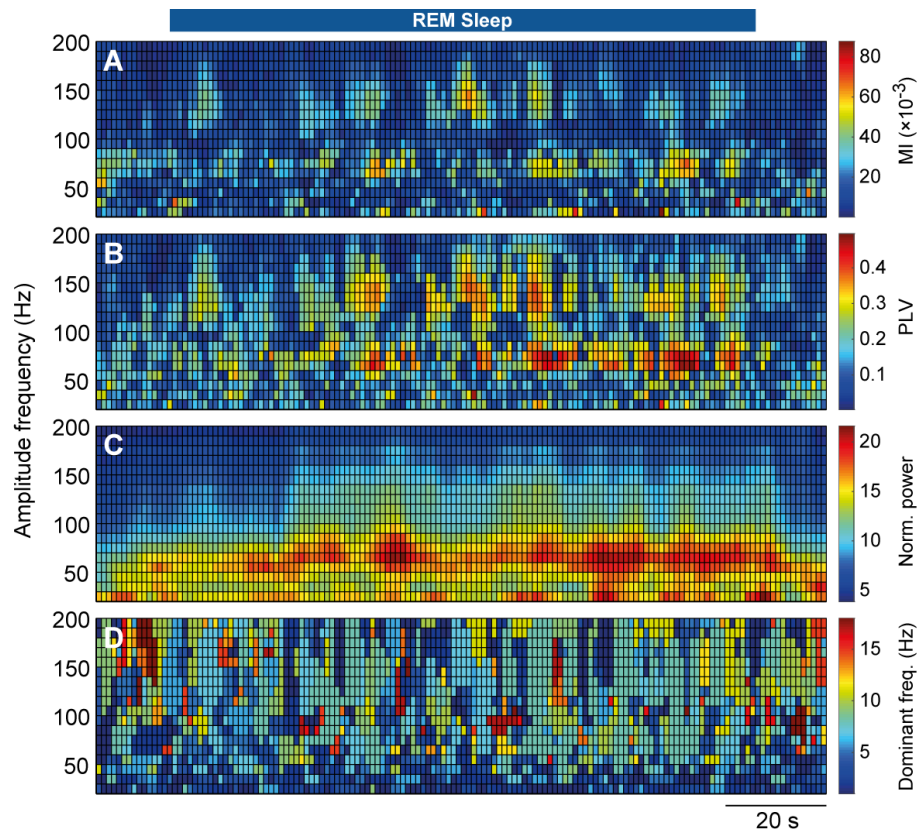 REM Sleep
A
200
150
100
50
80
60
40
20
MI (×10⁻³)
B
200
150
100
50
0.4
0.3
0.2
0.1
PLV
Amplitude frequency (Hz)
C
200
150
100
50
20
15
10
5
Norm. power
D
200
150
100
50
15
10
5
Dominant freq. (Hz)
20 s